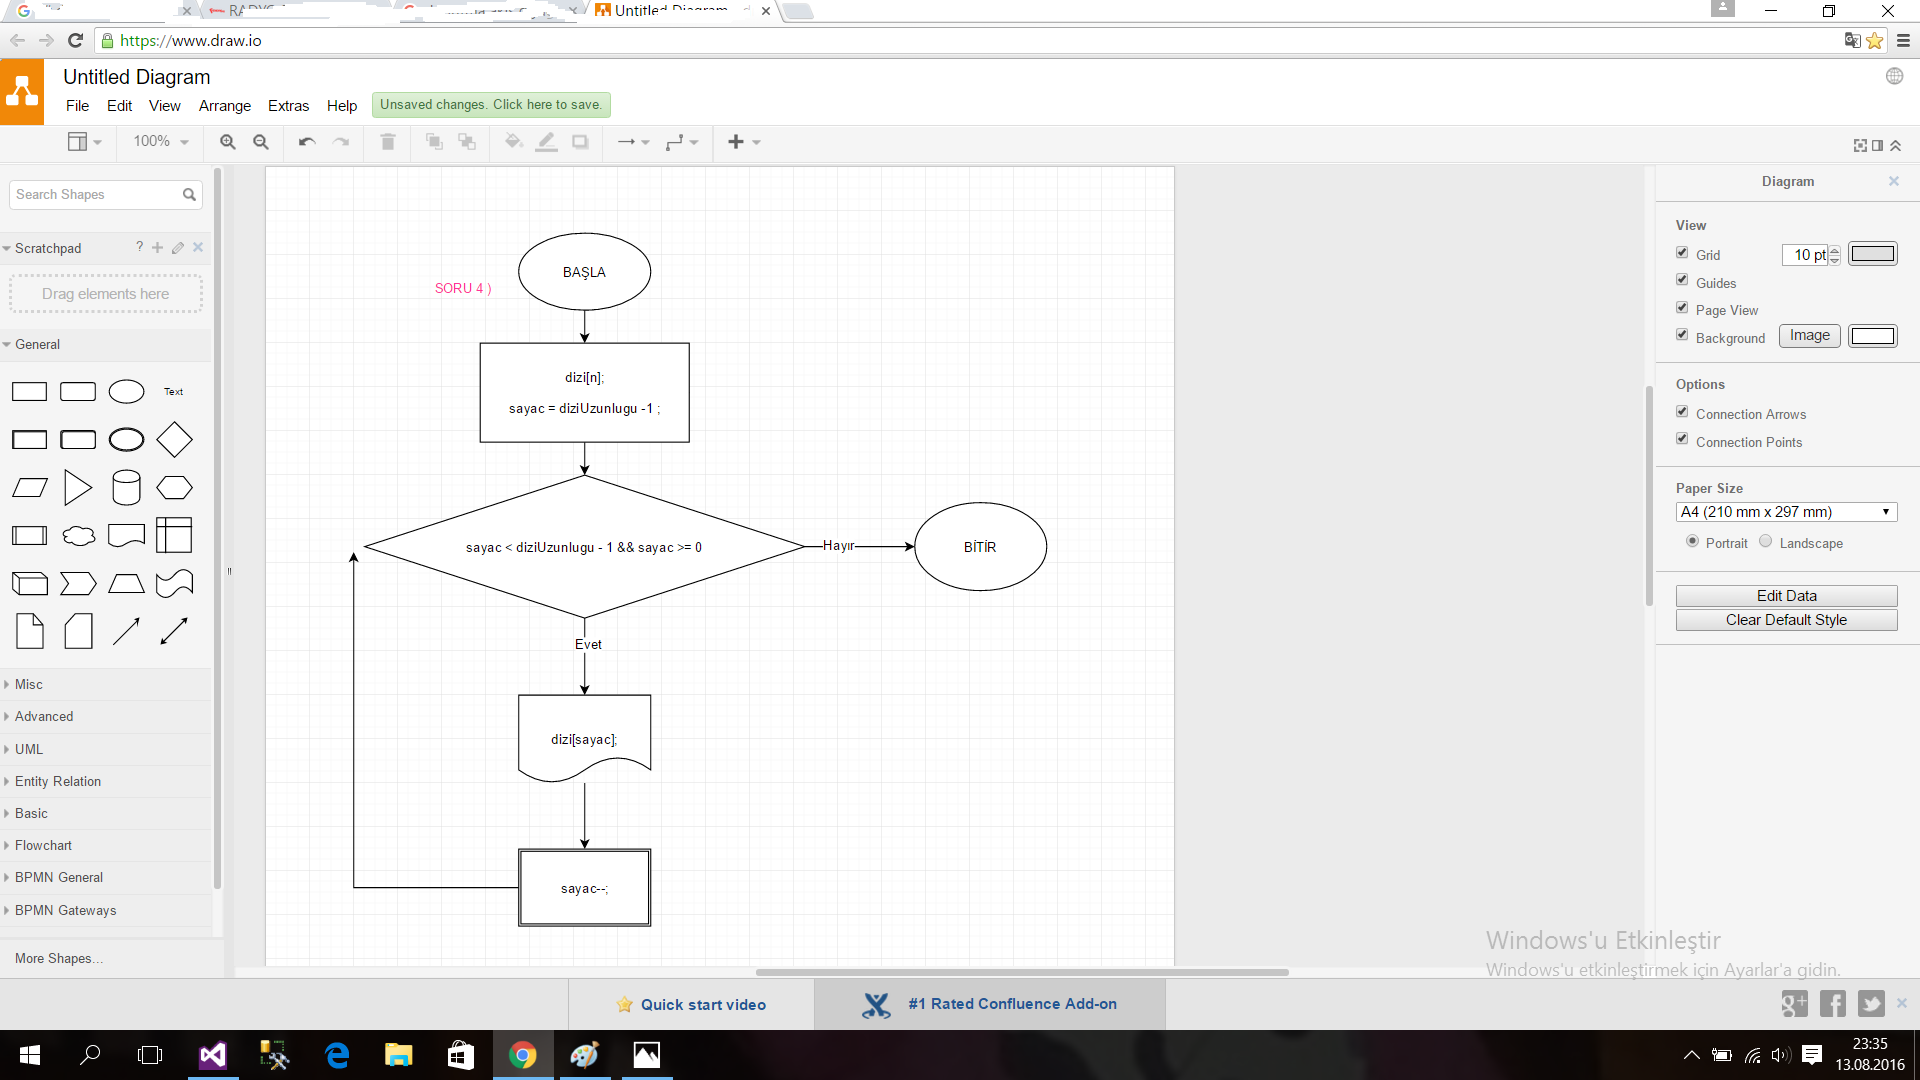 Untitled Diagram
https://www.draw.io
Untitled Diagram
File Edit View Arrange Extras Help Unsaved changes. Click here to save.
100%
Search Shapes
Scratchpad ?
Drag elements here
General
Text
Misc
Advanced
UML
Entity Relation
Basic
Flowchart
BPMN General
BPMN Gateways
More Shapes...
SORU 4 )
BAŞLA
dizi[n];
sayac = diziUzunlugu -1 ;
sayac < diziUzunlugu - 1 && sayac >= 0
Hayır
BİTİR
Evet
dizi[sayac];
sayac--;
Diagram
View
Grid 10 pt
Guides
Page View
Background Image
Options
Connection Arrows
Connection Points
Paper Size
A4 (210 mm x 297 mm)
Portrait Landscape
Edit Data
Clear Default Style
Windows'u Etkinleştir
Windows'u etkinleştirmek için Ayarlar'a gidin.
Quick start video
#1 Rated Confluence Add-on
23:35
13.08.2016